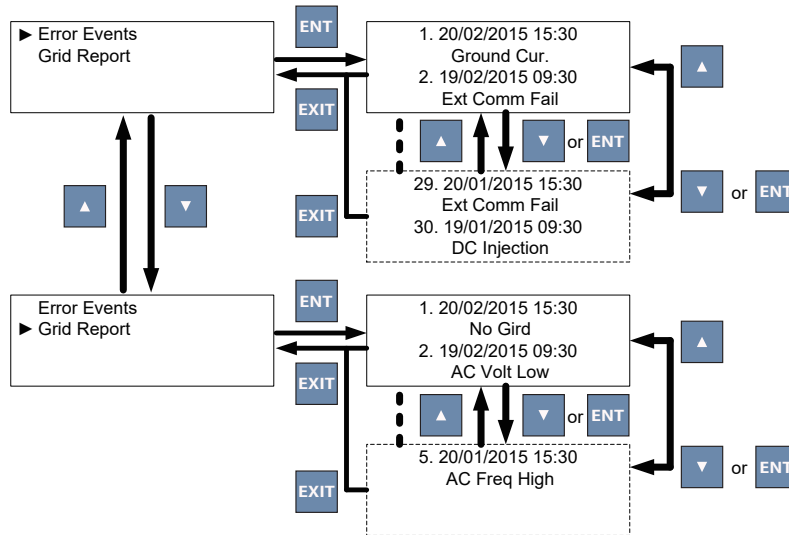 ► Error Events
Grid Report
ENT
EXIT
1. 20/02/2015 15:30
Ground Cur.
2. 19/02/2015 09:30
Ext Comm Fail
▲
▲
▼ or ENT
EXIT
29. 20/01/2015 15:30
Ext Comm Fail
30. 19/01/2015 09:30
DC Injection
▼ or ENT
▲
▼
Error Events
► Grid Report
ENT
EXIT
1. 20/02/2015 15:30
No Gird
2. 19/02/2015 09:30
AC Volt Low
▲
▲
▼ or ENT
EXIT
5. 20/01/2015 15:30
AC Freq High
▼ or ENT